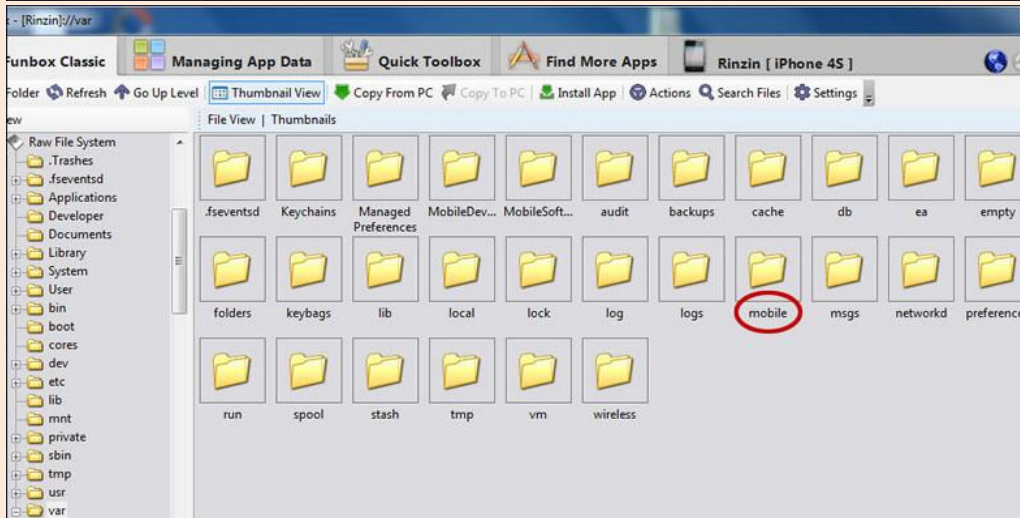 - [Rinzin]://var
Funbox Classic Managing App Data Quick Toolbox Find More Apps Rinzin [ iPhone 4S ]
Folder Refresh Go Up Level Thumbnail View Copy From PC Copy To PC Install App Actions Search Files Settings
File View | Thumbnails
Raw File System
.Trashes
.fseventsd
Applications
Developer
Documents
Library
System
User
bin
boot
cores
dev
etc
lib
mnt
private
sbin
tmp
usr
var
.fseventsd Keychains Managed Preferences MobileDev... MobileSoft... audit backups cache db ea empty
folders keybags lib local lock log logs mobile msgs networkd preference
run spool stash tmp vm wireless